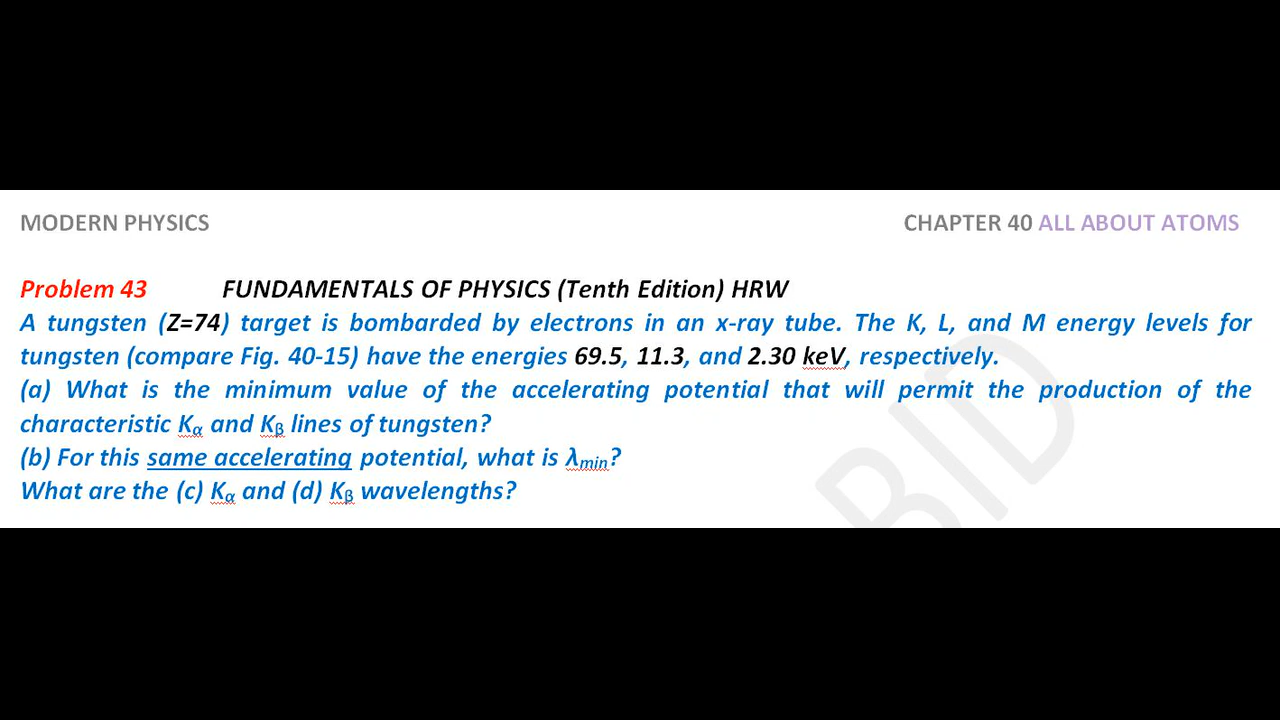 MODERN PHYSICS CHAPTER 40 ALL ABOUT ATOMS
Problem 43 FUNDAMENTALS OF PHYSICS (Tenth Edition) HRW
A tungsten (Z=74) target is bombarded by electrons in an x-ray tube. The K, L, and M energy levels for
tungsten (compare Fig. 40-15) have the energies 69.5, 11.3, and 2.30 keV, respectively.
(a) What is the minimum value of the accelerating potential that will permit the production of the
characteristic Kα and Kβ lines of tungsten?
(b) For this same accelerating potential, what is λmin?
What are the (c) Kα and (d) Kβ wavelengths?
BID